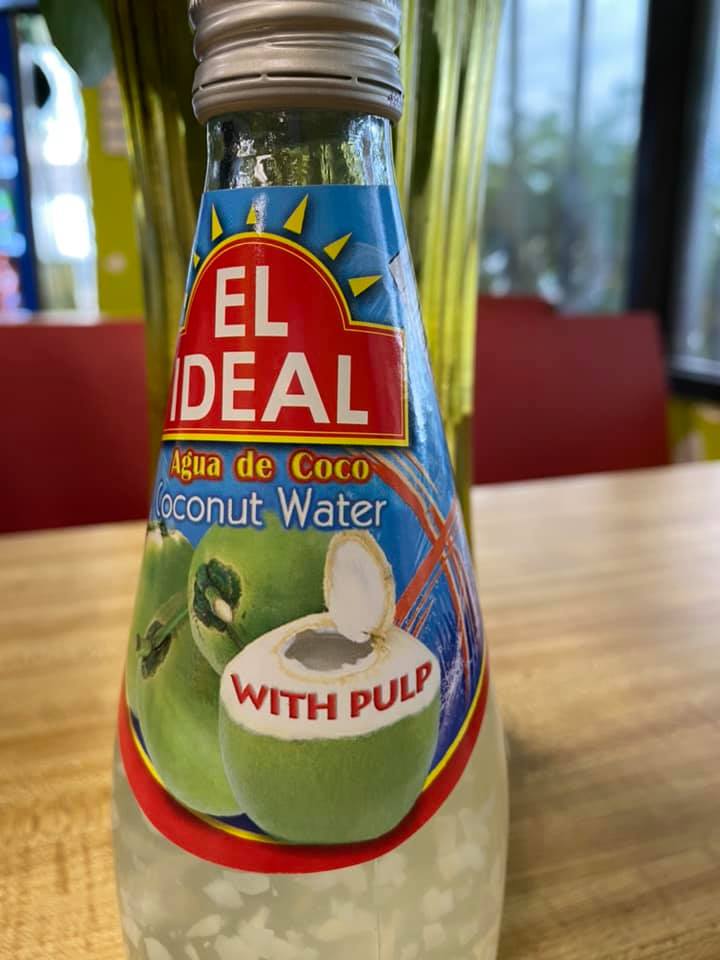 EL
IDEAL
Agua de Coco
Coconut Water
WITH PULP